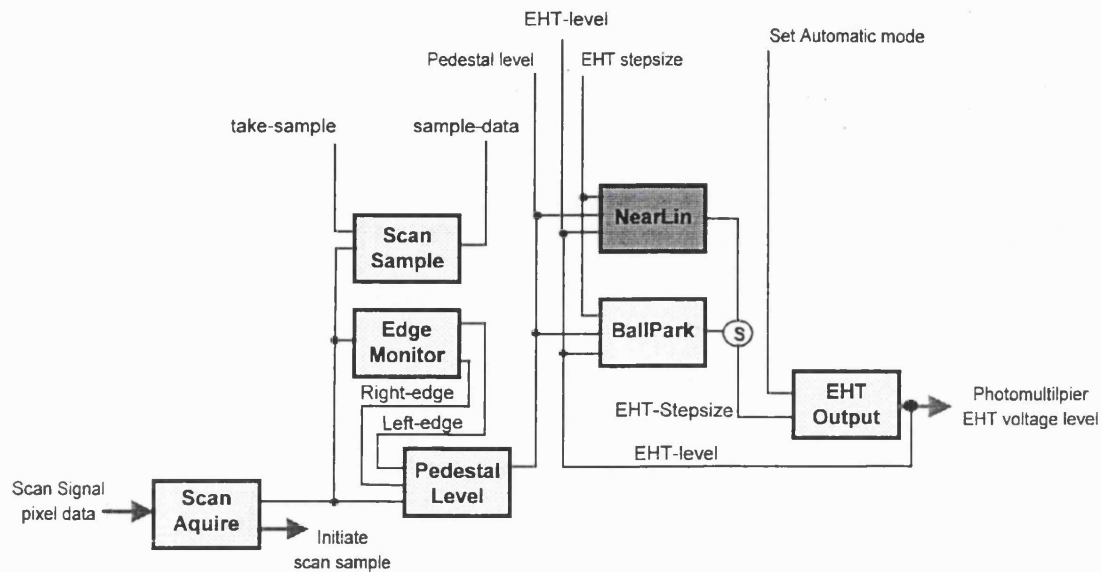 EHT-level
Set Automatic mode
Pedestal level
EHT stepsize
take-sample
sample-data
NearLin
Scan
Sample
BallPark
S
Edge
Monitor
Right-edge
Left-edge
EHT
Output
Photomultilpier
EHT voltage level
EHT-Stepsize
EHT-level
Pedestal
Level
Scan Signal
pixel data
Scan
Aquire
Initiate
scan sample